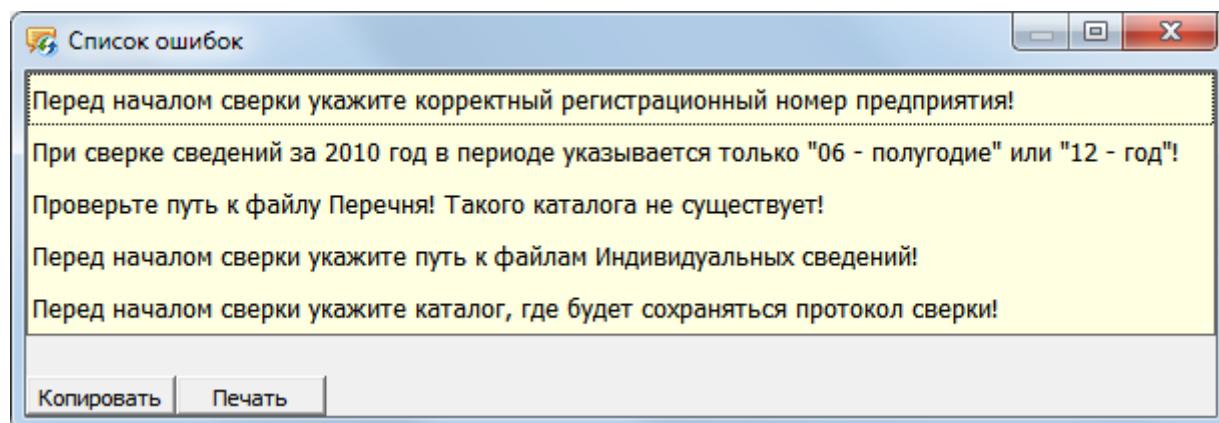 Список ошибок
Перед началом сверки укажите корректный регистрационный номер предприятия!
При сверке сведений за 2010 год в периоде указывается только "06 - полугодие" или "12 - год"!
Проверьте путь к файлу Перечня! Такого каталога не существует!
Перед началом сверки укажите путь к файлам Индивидуальных сведений!
Перед началом сверки укажите каталог, где будет сохраняться протокол сверки!
Копировать Печать